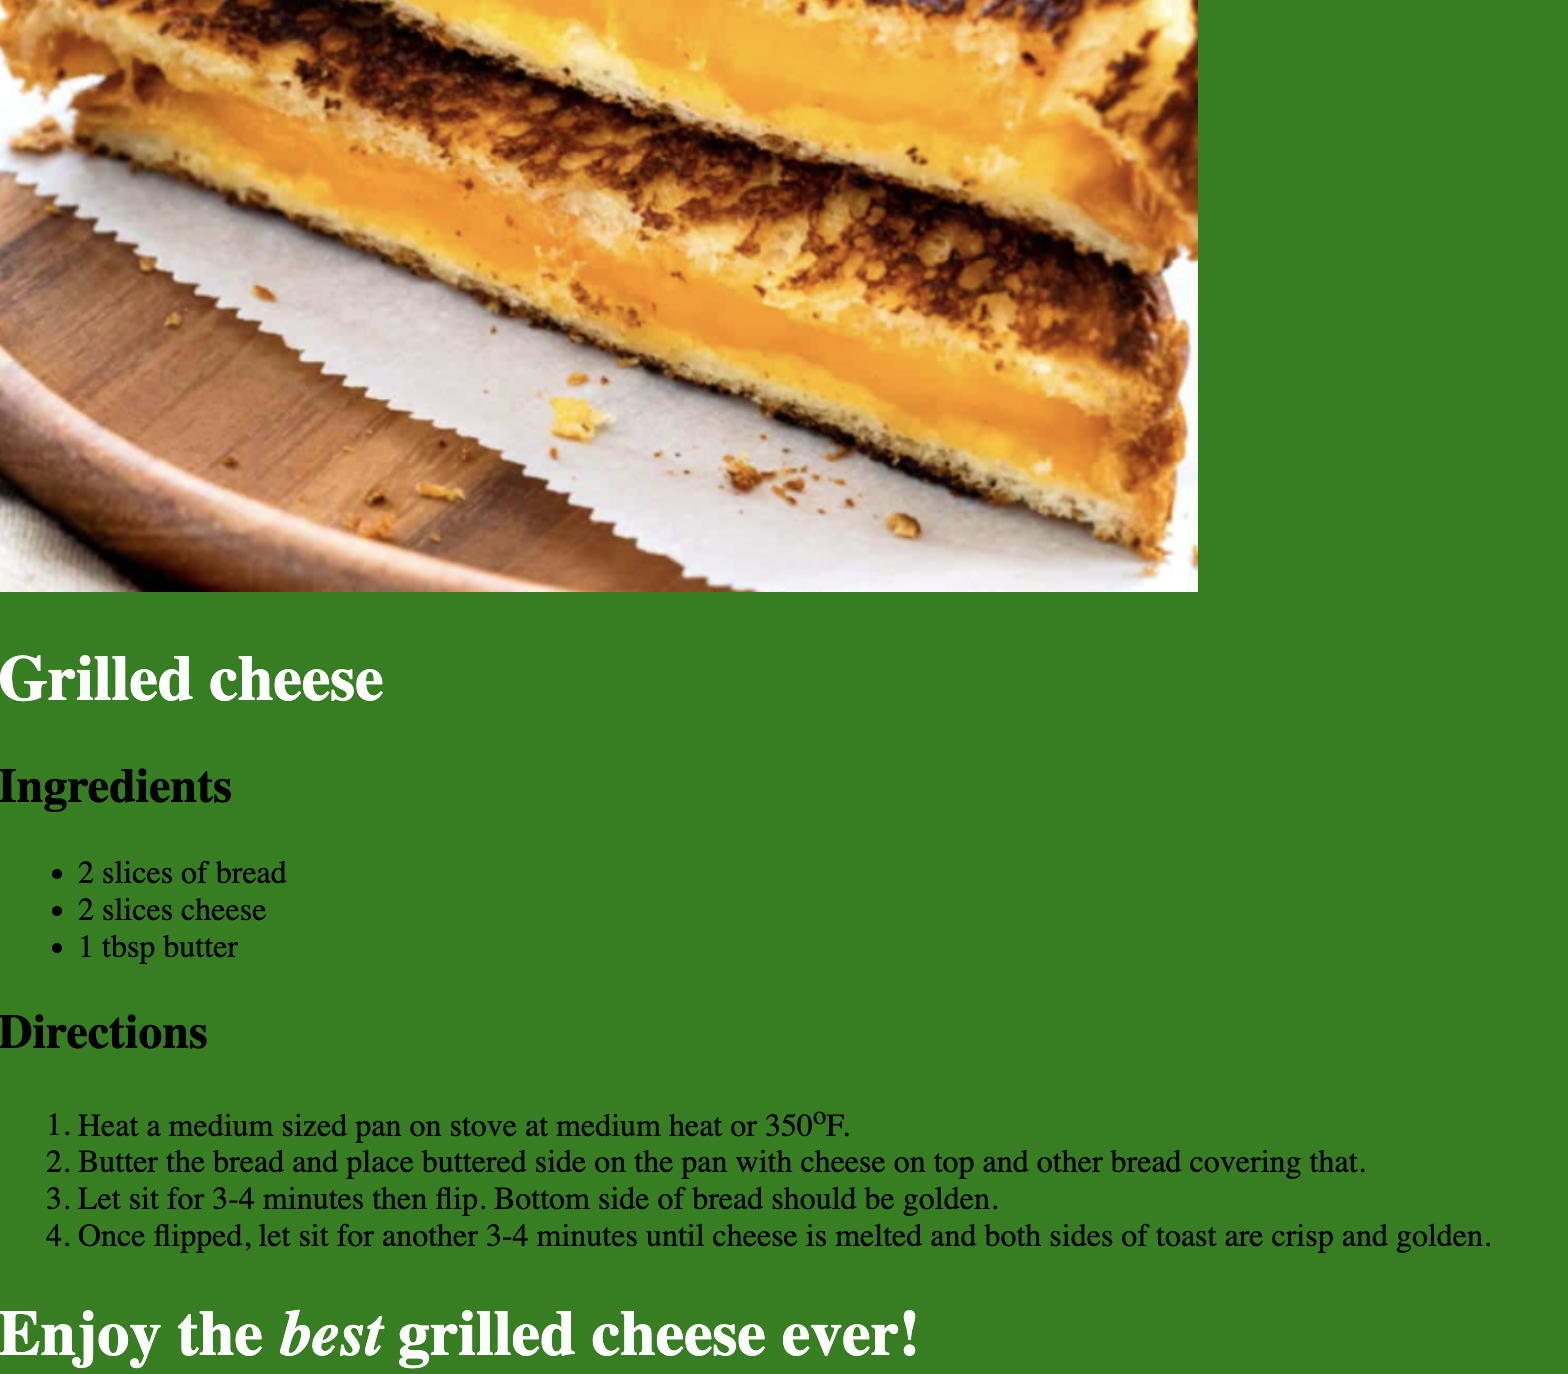 Grilled cheese
Ingredients
• 2 slices of bread
• 2 slices cheese
• 1 tbsp butter
Directions
1. Heat a medium sized pan on stove at medium heat or 350ºF.
2. Butter the bread and place buttered side on the pan with cheese on top and other bread covering that.
3. Let sit for 3-4 minutes then flip. Bottom side of bread should be golden.
4. Once flipped, let sit for another 3-4 minutes until cheese is melted and both sides of toast are crisp and golden.
Enjoy the best grilled cheese ever!